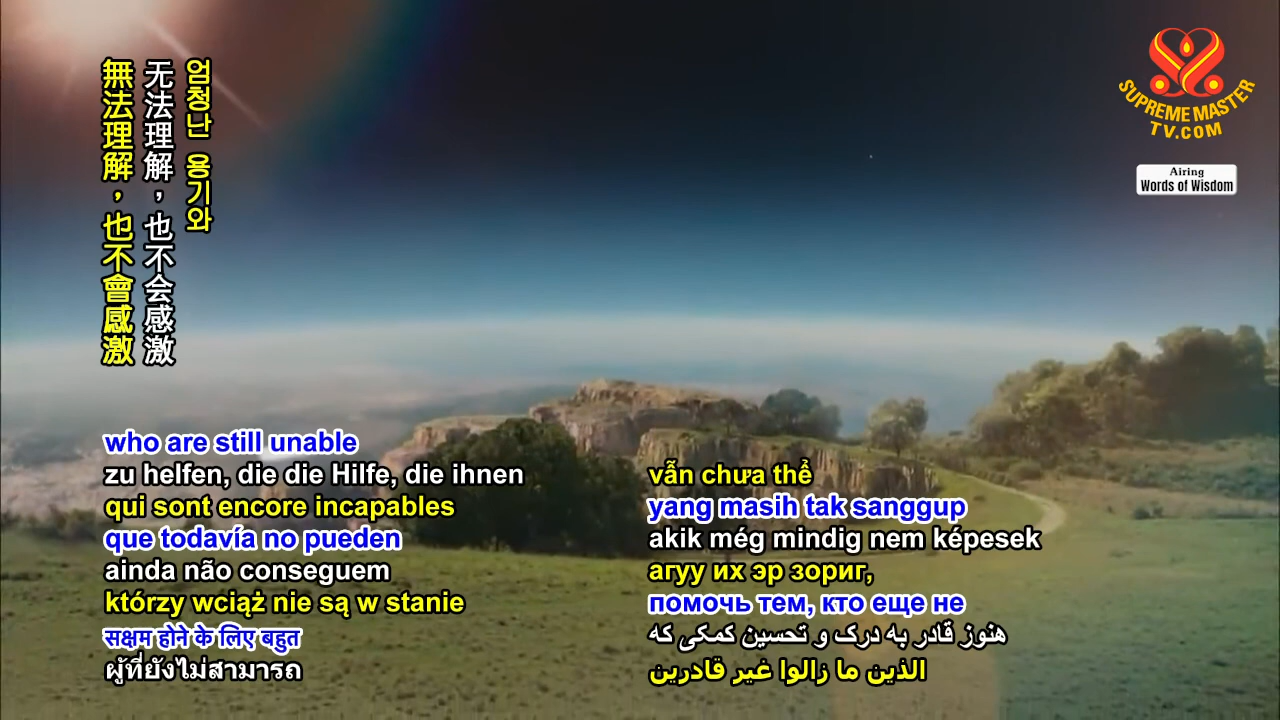 無法理解，也不會感激
无法理解，也不会感激
엄청난 용기와
SUPREME MASTER
TV.COM
Airing
Words of Wisdom
who are still unable
zu helfen, die die Hilfe, die ihnen
qui sont encore incapables
que todavía no pueden
ainda não conseguem
którzy wciąż nie są w stanie
सक्षम होने के लिए बहुत
ผู้ที่ยังไม่สามารถ
vẫn chưa thể
yang masih tak sanggup
akik még mindig nem képesek
агуу их эр зориг,
помочь тем, кто еще не
هنوز قادر به درک و تحسین کمکی که
الذين ما زالوا غير قادرين